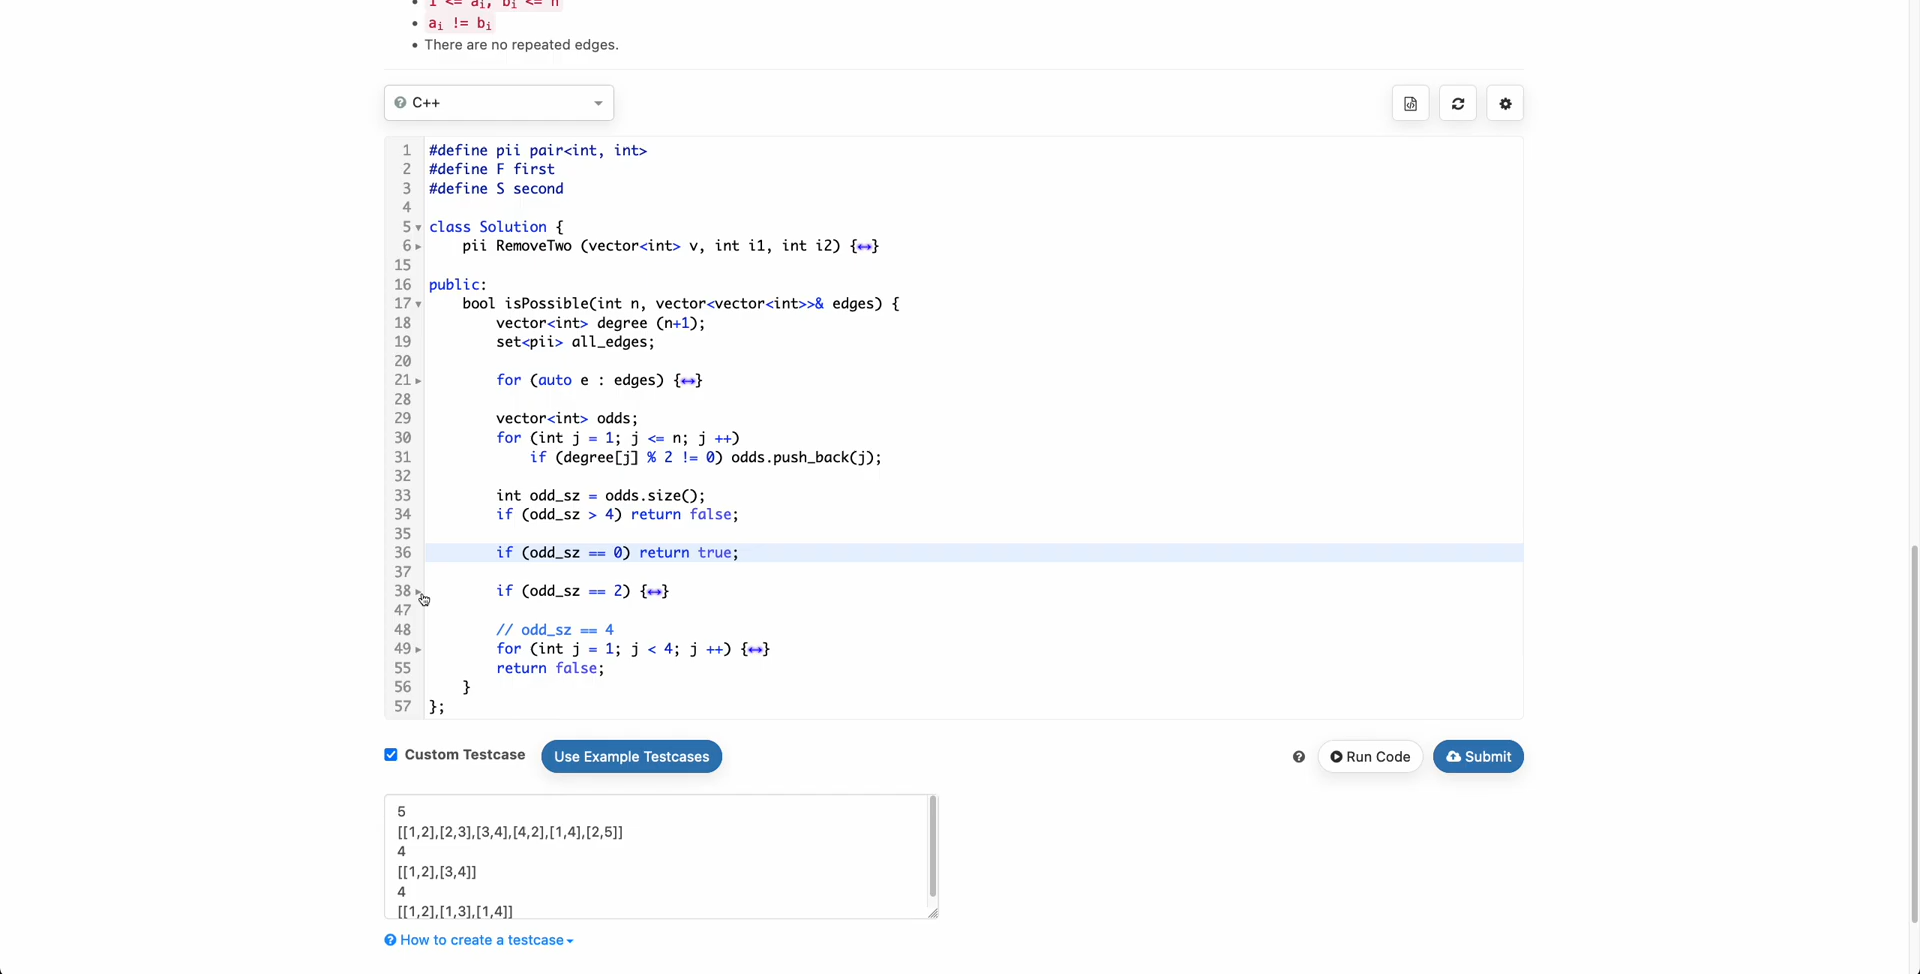 1 <= ai, bi <= n
ai != bi
There are no repeated edges.
C++
1 #define pii pair<int, int>
2 #define F first
3 #define S second
4
5 class Solution {
6 pii RemoveTwo (vector<int> v, int i1, int i2) {↔}
15
16 public:
17 bool isPossible(int n, vector<vector<int>>& edges) {
18 vector<int> degree (n+1);
19 set<pii> all_edges;
20
21 for (auto e : edges) {↔}
28
29 vector<int> odds;
30 for (int j = 1; j <= n; j ++)
31 if (degree[j] % 2 != 0) odds.push_back(j);
32
33 int odd_sz = odds.size();
34 if (odd_sz > 4) return false;
35
36 if (odd_sz == 0) return true;
37
38 if (odd_sz == 2) {↔}
47
48 // odd_sz == 4
49 for (int j = 1; j < 4; j ++) {↔}
55 return false;
56 }
57 };
Custom Testcase Use Example Testcases Run Code Submit
5
[[1,2],[2,3],[3,4],[4,2],[1,4],[2,5]]
4
[[1,2],[3,4]]
4
[[1,2],[1,3],[1,4]]
How to create a testcase